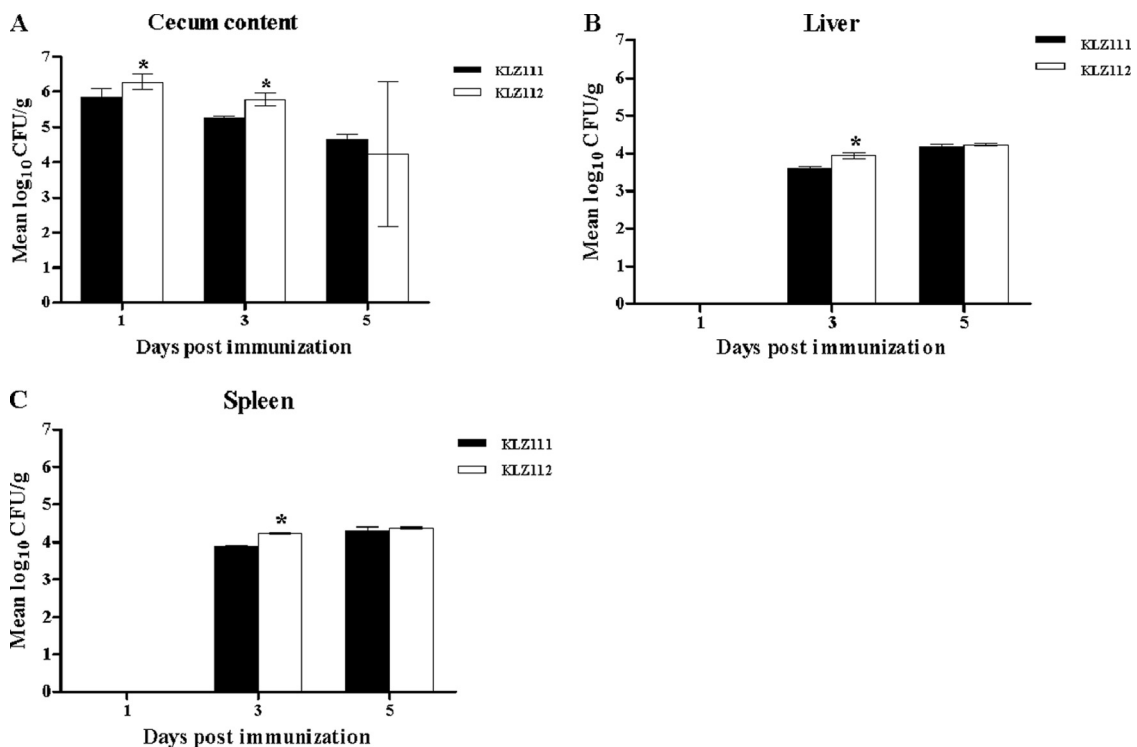 A
Cecum content
Mean log10 CFU/g
7
6
5
4
3
2
1
0
*
*
KLZ111
KLZ112
1 3 5
Days post immunization
B
Liver
Mean log10 CFU/g
7
6
5
4
3
2
1
0
*
KLZ111
KLZ112
1 3 5
Days post immunization
C
Spleen
Mean log10 CFU/g
7
6
5
4
3
2
1
0
*
KLZ111
KLZ112
1 3 5
Days post immunization